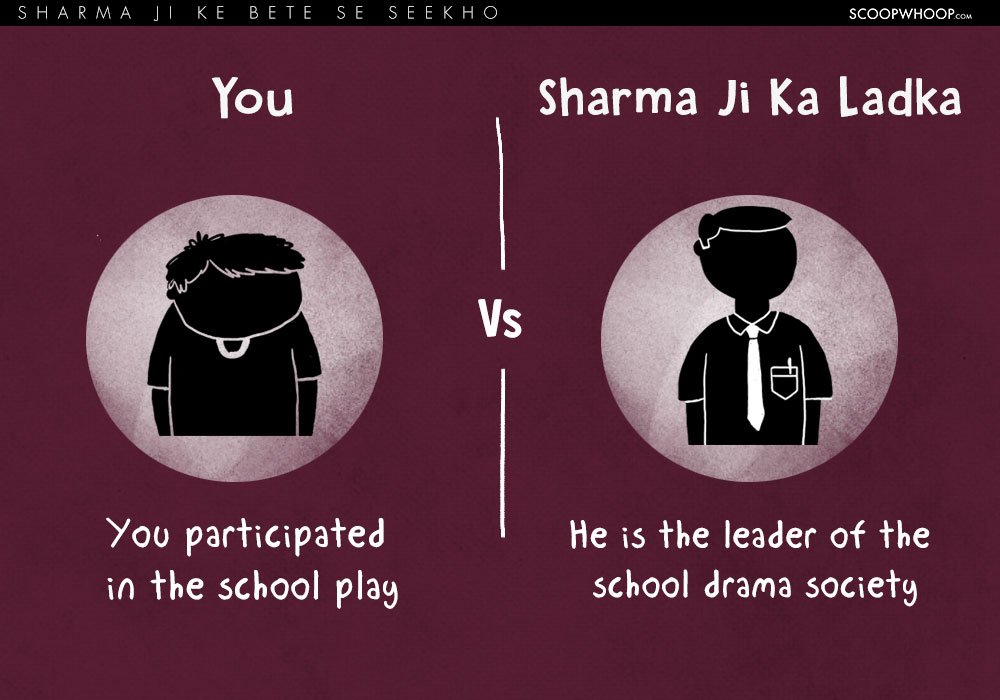 SHARMA JI KE BETE SE SEEKHO
SCOOPWHOOP.COM
You
Sharma Ji Ka Ladka
Vs
You participated
in the school play
He is the leader of the
school drama society